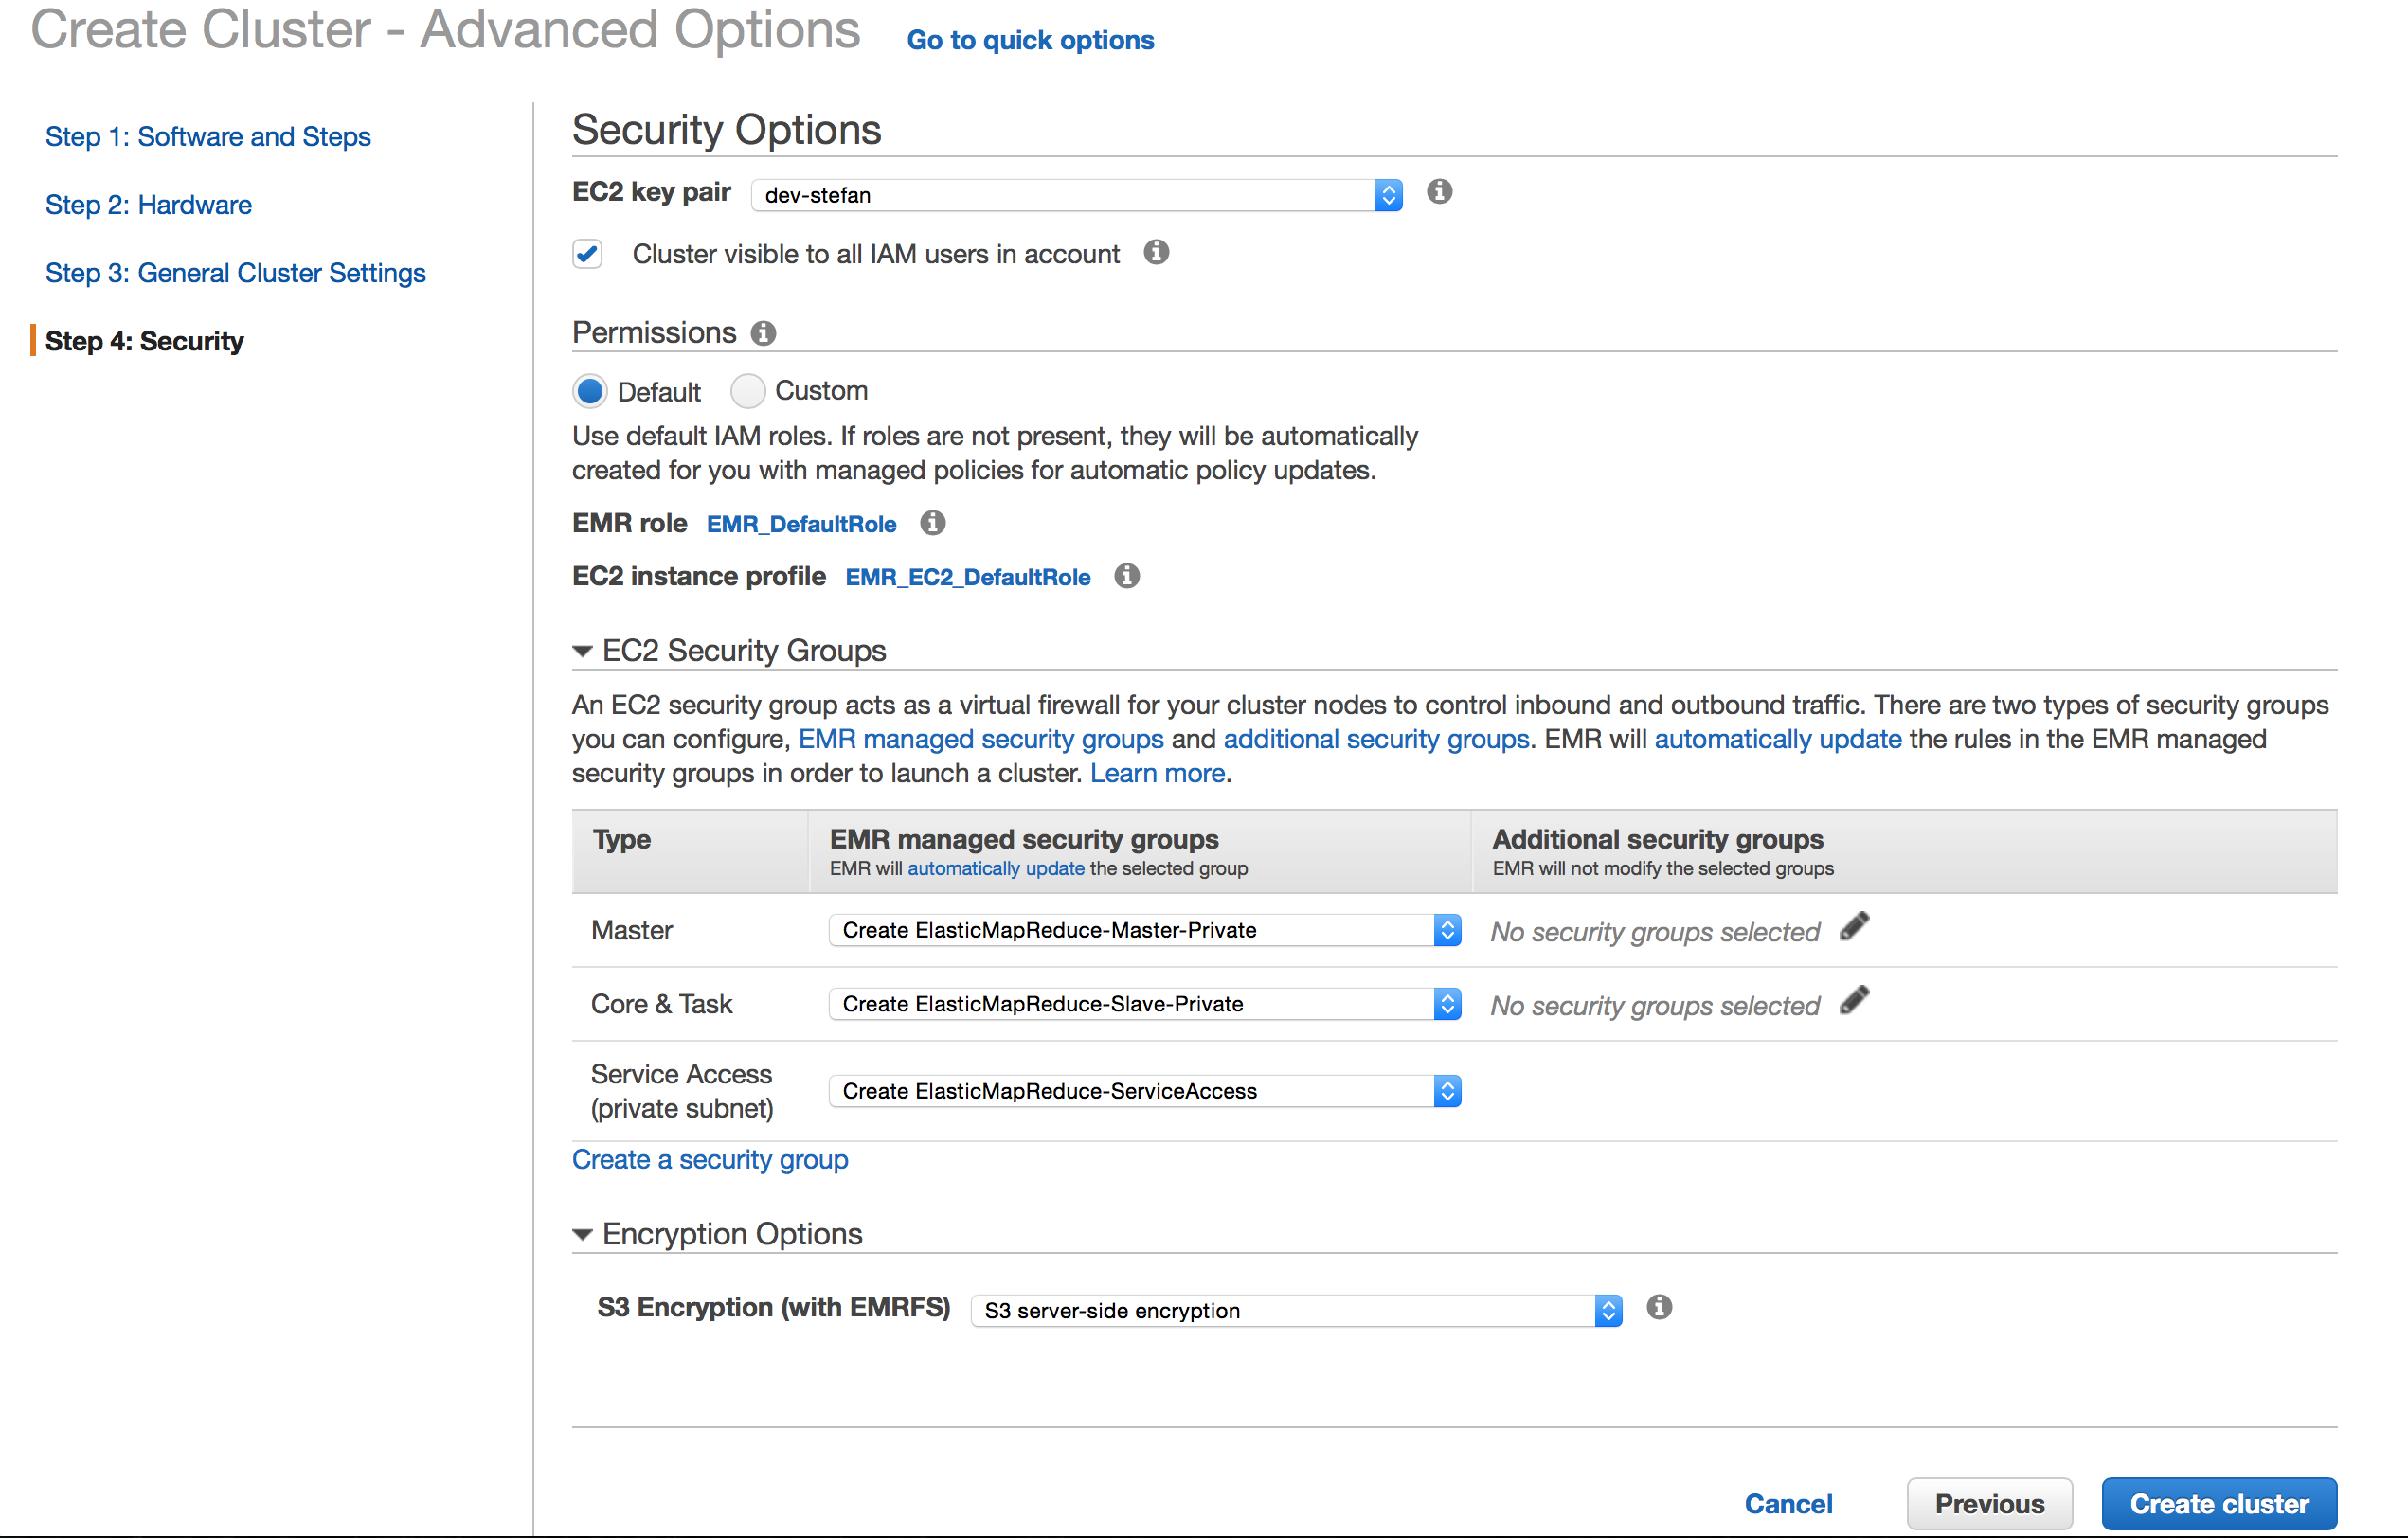 Create Cluster - Advanced Options Go to quick options
Step 1: Software and Steps
Step 2: Hardware
Step 3: General Cluster Settings
Step 4: Security
Security Options
EC2 key pair dev-stefan
Cluster visible to all IAM users in account
Permissions
Default Custom
Use default IAM roles. If roles are not present, they will be automatically
created for you with managed policies for automatic policy updates.
EMR role EMR_DefaultRole
EC2 instance profile EMR_EC2_DefaultRole
EC2 Security Groups
An EC2 security group acts as a virtual firewall for your cluster nodes to control inbound and outbound traffic. There are two types of security groups
you can configure, EMR managed security groups and additional security groups. EMR will automatically update the rules in the EMR managed
security groups in order to launch a cluster. Learn more.
Type EMR managed security groups Additional security groups
EMR will automatically update the selected group EMR will not modify the selected groups
Master Create ElasticMapReduce-Master-Private No security groups selected
Core & Task Create ElasticMapReduce-Slave-Private No security groups selected
Service Access
(private subnet) Create ElasticMapReduce-ServiceAccess
Create a security group
Encryption Options
S3 Encryption (with EMRFS) S3 server-side encryption
Cancel Previous Create cluster